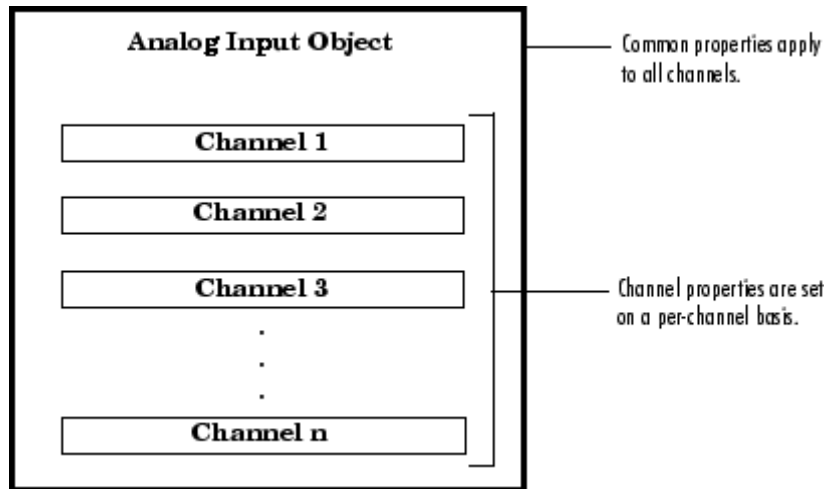 Analog Input Object
Common properties apply
to all channels.
Channel 1
Channel 2
Channel 3
Channel properties are set
on a per-channel basis.
.
.
.
Channel n